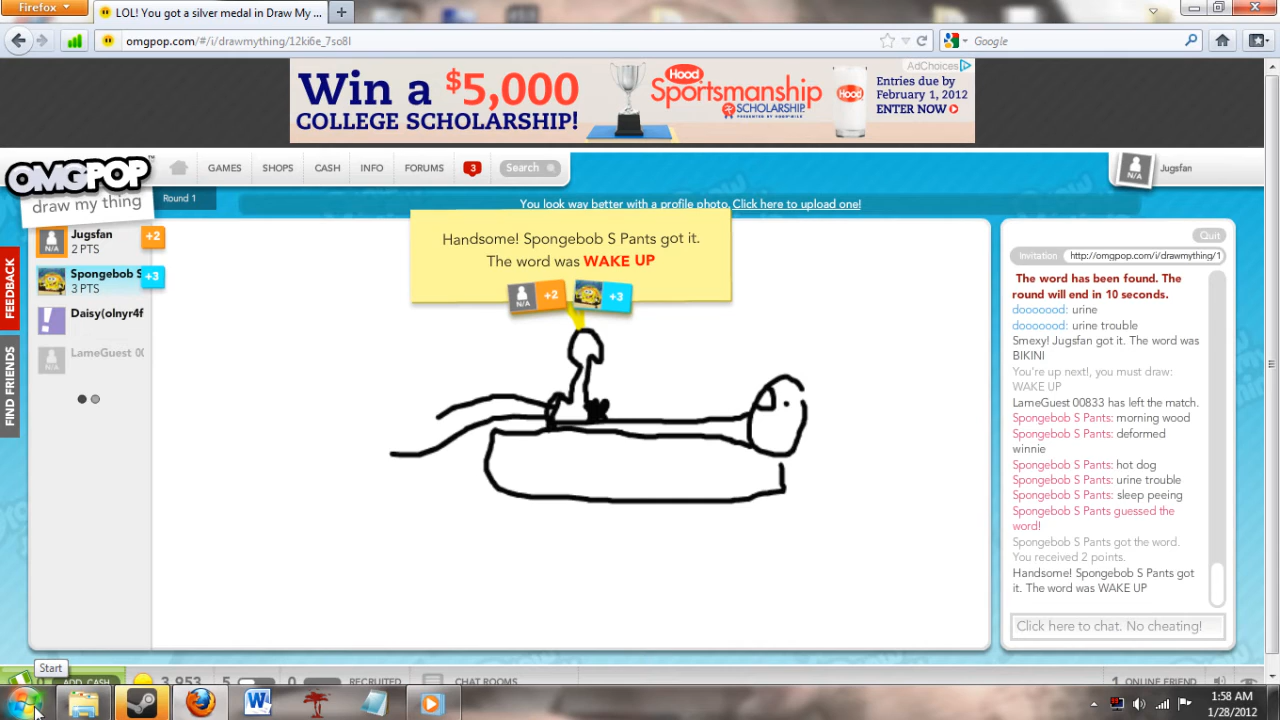 Firefox
LOL! You got a silver medal in Draw My ...
omgpop.com/#/i/drawmything/12ki6e_7so8l
Google
AdChoices
Win a $5,000
COLLEGE SCHOLARSHIP!
Hood
Sportsmanship
SCHOLARSHIP
Hood
Entries due by
February 1, 2012
ENTER NOW
OMGPOP
draw my thing
GAMES
SHOPS
CASH
INFO
FORUMS
3
Search
N/A
Jugsfan
Round 1
You look way better with a profile photo. Click here to upload one!
FEEDBACK
FIND FRIENDS
N/A
Jugsfan
2 PTS
+2
Spongebob S
3 PTS
+3
Daisy(olnyr4f
N/A
LameGuest 00
Handsome! Spongebob S Pants got it.
The word was WAKE UP
N/A
+2
+3
Quit
Invitation
http://omgpop.com/i/drawmything/1
The word has been found. The
round will end in 10 seconds.
dooooood: urine
dooooood: urine trouble
Smexy! Jugsfan got it. The word was
BIKINI
You're up next!, you must draw:
WAKE UP
LameGuest 00833 has left the match.
Spongebob S Pants: morning wood
Spongebob S Pants: deformed
winnie
Spongebob S Pants: hot dog
Spongebob S Pants: urine trouble
Spongebob S Pants: sleep peeing
Spongebob S Pants guessed the
word!
Spongebob S Pants got the word.
You received 2 points.
Handsome! Spongebob S Pants got
it. The word was WAKE UP
Click here to chat. No cheating!
Start
ADD CASH
3,953
5
0
RECRUITED
CHAT ROOMS
1 ONLINE FRIEND
1:58 AM
1/28/2012